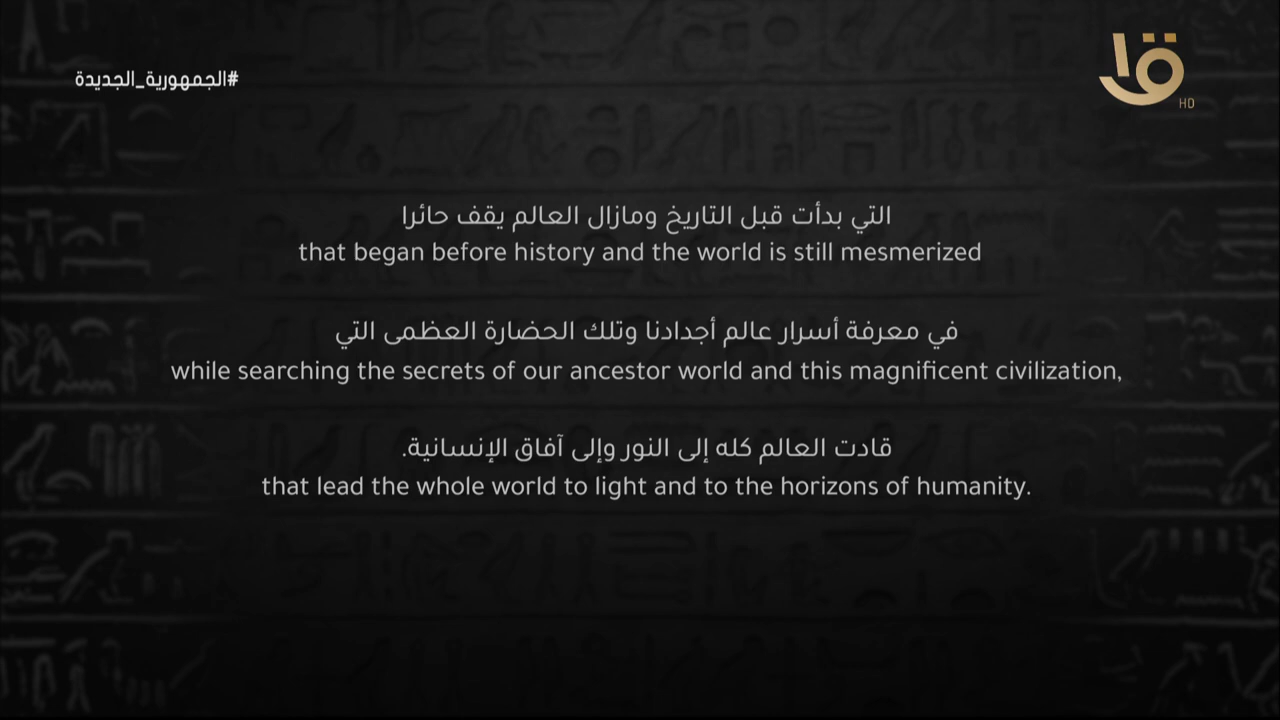 #الجمهورية_الجديدة
HD
التي بدأت قبل التاريخ ومازال العالم يقف حائرا
that began before history and the world is still mesmerized
في معرفة أسرار عالم أجدادنا وتلك الحضارة العظمى التي
while searching the secrets of our ancestor world and this magnificent civilization,
قادت العالم كله إلى النور وإلى آفاق الإنسانية.
that lead the whole world to light and to the horizons of humanity.